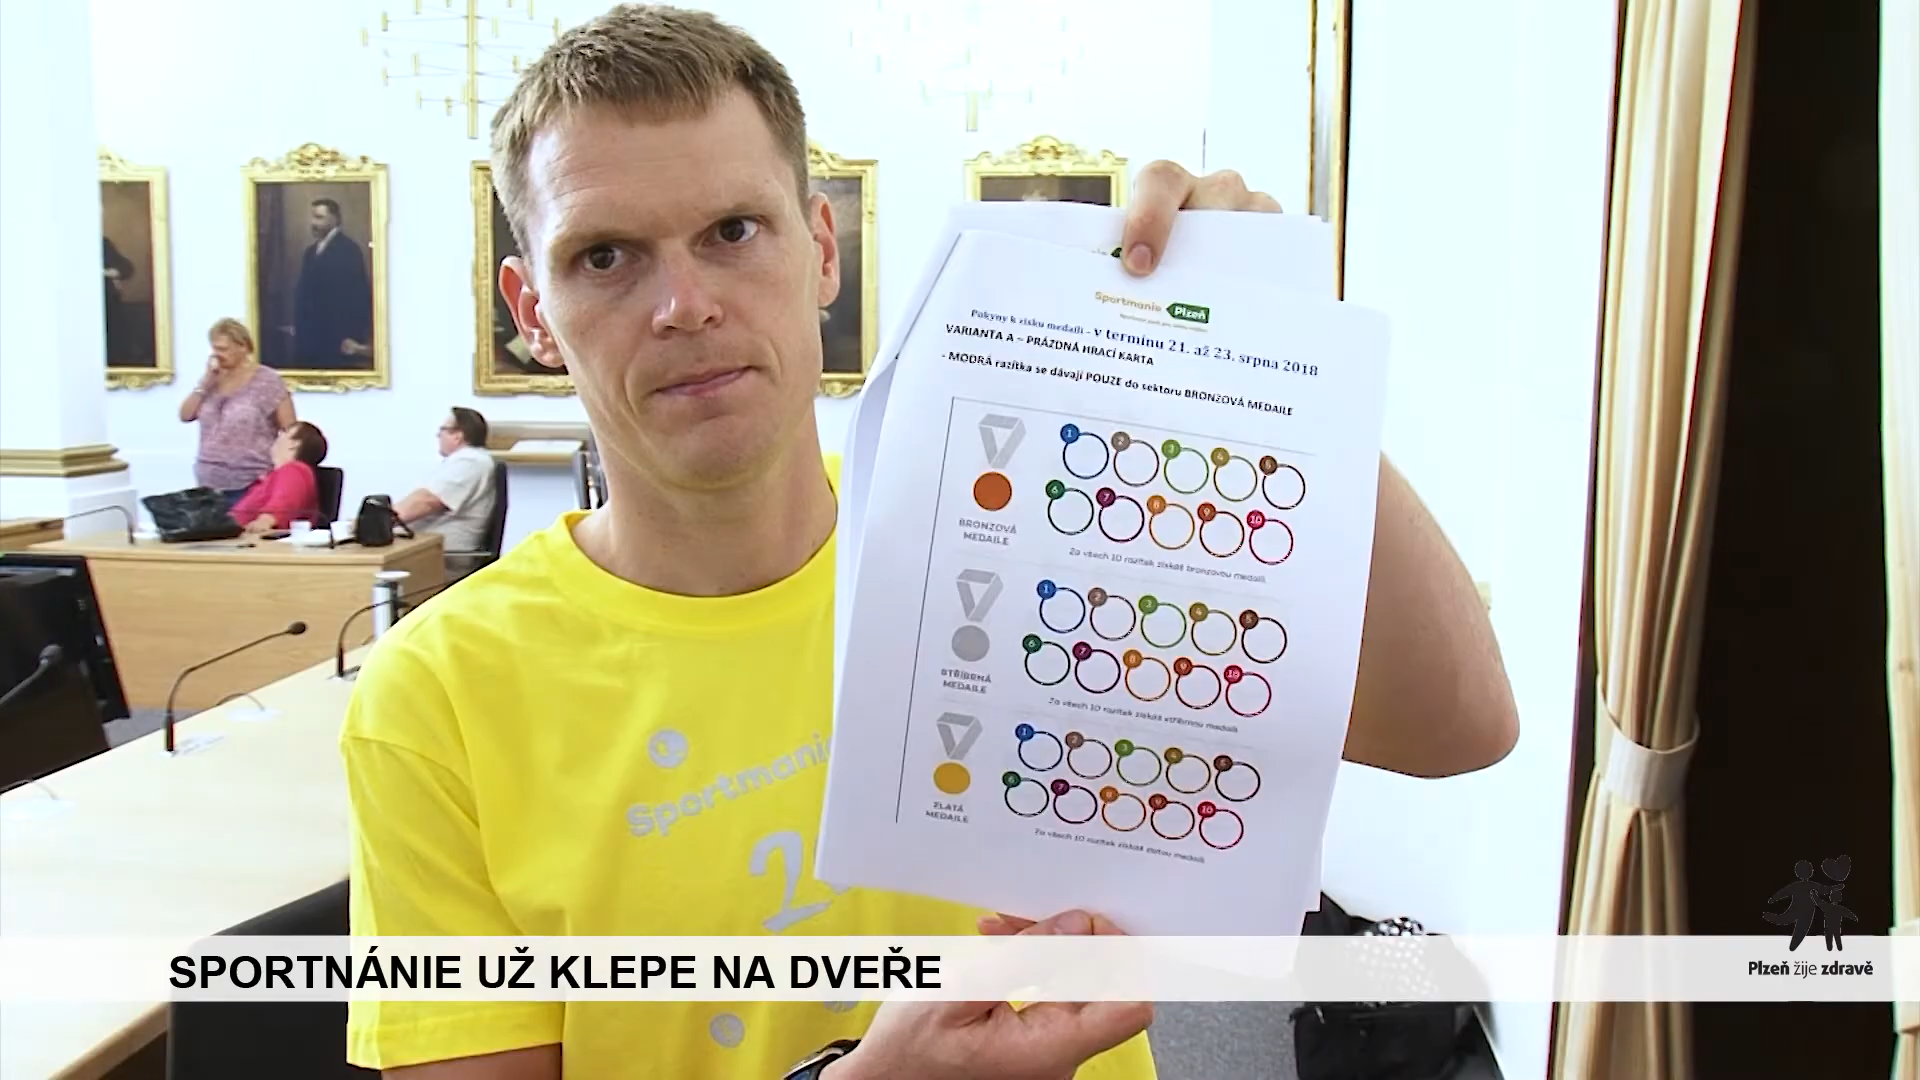 Sportmanie Plzeň
Pokyny k zisku medailí - v termínu 21. až 23. srpna 2018
VARIANTA A – PRÁZDNÁ HRACÍ KARTA
- MODRÁ razítka se dávají POUZE do sektoru BRONZOVÁ MEDAILE
1 2 3 4 5
6 7 8 9 10
BRONZOVÁ
MEDAILE
Za všech 10 razítek získáš bronzovou medaili.
1 2 3 4 5
6 7 8 9 10
STŘÍBRNÁ
MEDAILE
Za všech 10 razítek získáš stříbrnou medaili.
1 2 3 4 5
6 7 8 9 10
ZLATÁ
MEDAILE
Za všech 10 razítek získáš zlatou medaili.
Sportmanie
2
SPORTNÁNIE UŽ KLEPE NA DVEŘE
Plzeň žije zdravě